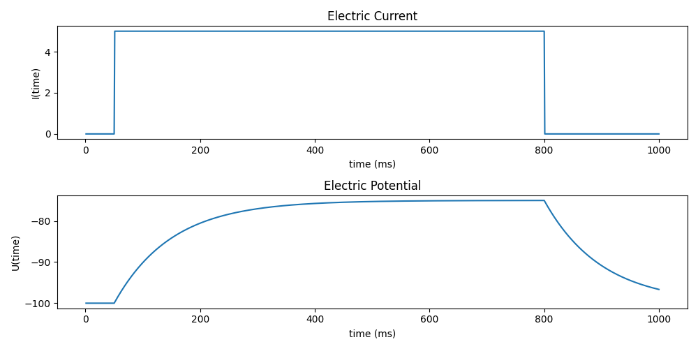 Electric Current
I(time)
4
2
0
0 200 400 600 800 1000
time (ms)
Electric Potential
U(time)
−80
−90
−100
0 200 400 600 800 1000
time (ms)